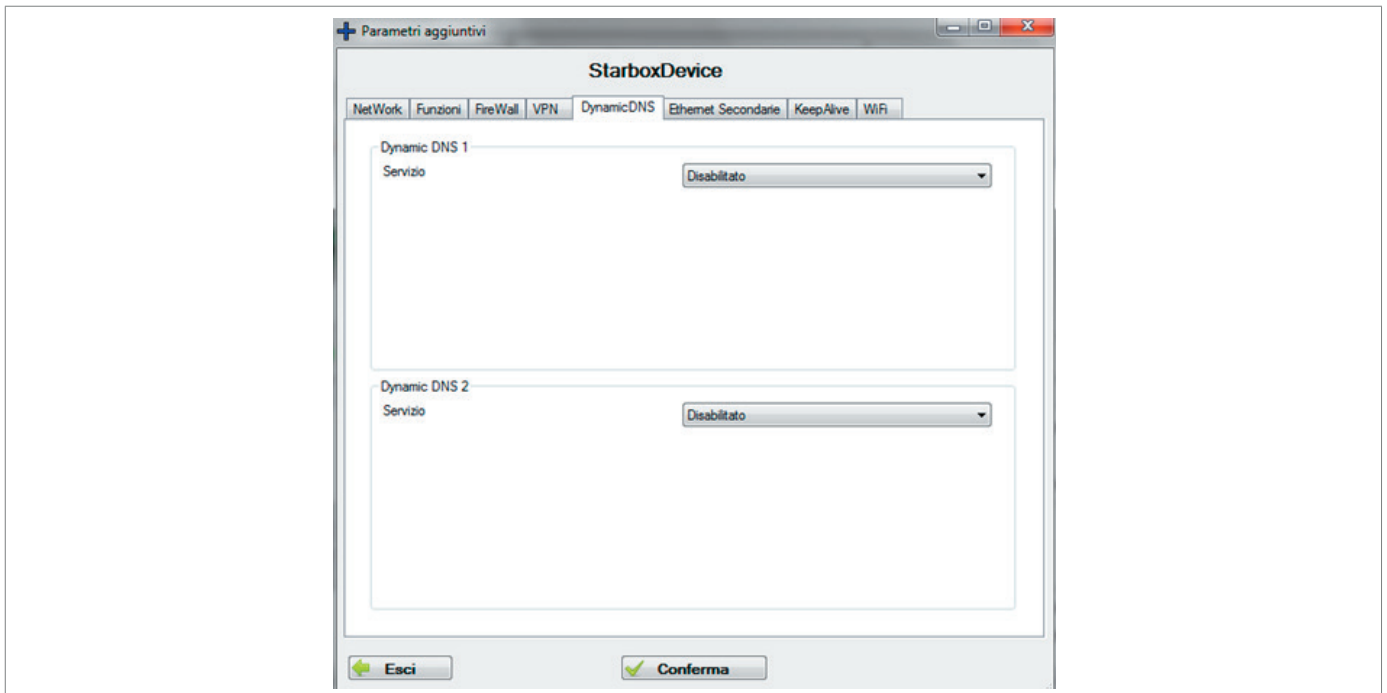 Parametri aggiuntivi
StarboxDevice
NetWork Funzioni FireWall VPN DynamicDNS Ethernet Secondarie KeepAlive WiFi
Dynamic DNS 1
Servizio Disabilitato
Dynamic DNS 2
Servizio Disabilitato
Esci Conferma